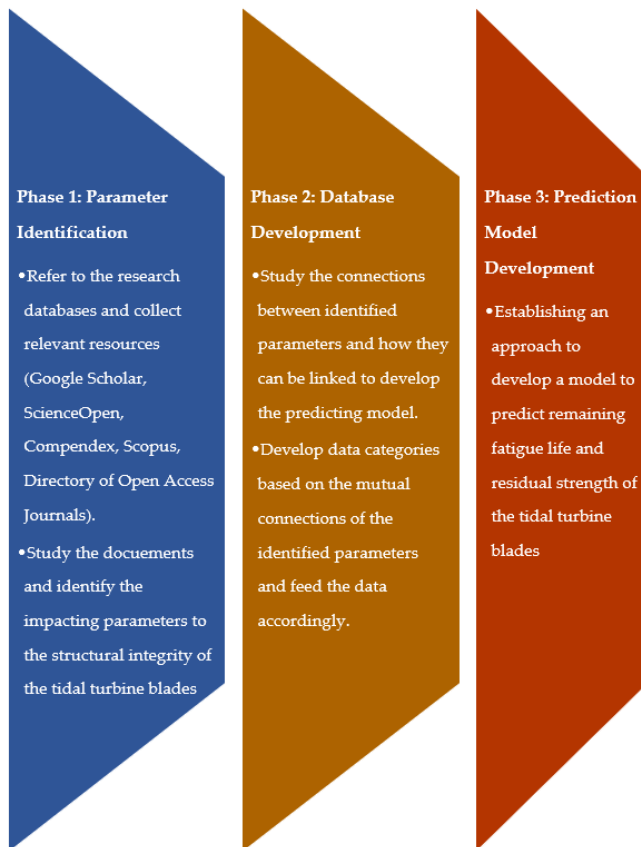 Phase 1: Parameter
Identification
•Refer to the research
databases and collect
relevant resources
(Google Scholar,
ScienceOpen,
Compendex, Scopus,
Directory of Open Access
Journals).
•Study the docuements
and identify the
impacting parameters to
the structural integrity of
the tidal turbine blades
Phase 2: Database
Development
•Study the connections
between identified
parameters and how they
can be linked to develop
the predicting model.
•Develop data categories
based on the mutual
connections of the
identified parameters
and feed the data
accordingly.
Phase 3: Prediction
Model
Development
•Establishing an
approach to
develop a model to
predict remaining
fatigue life and
residual strength of
the tidal turbine
blades